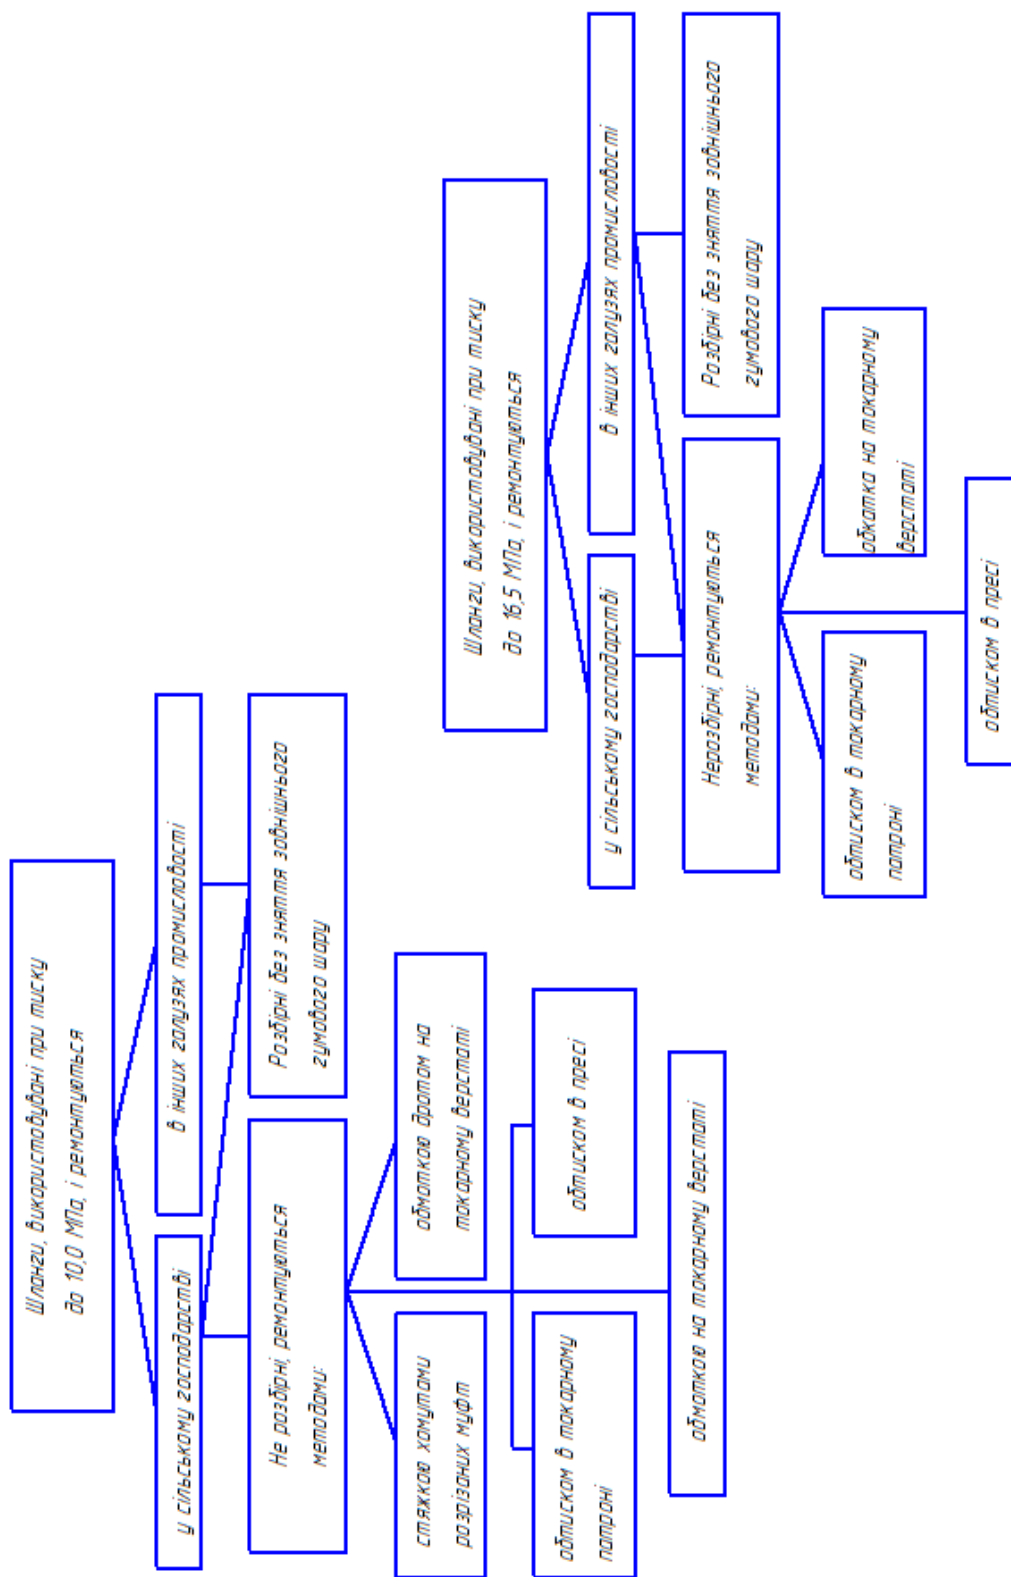 Шланги, використовувані при тиску
до 10,0 МПа, і ремонтуються
у сільському господарстві
в інших галузях промисловості
Не розбірні, ремонтуються
методами:
Розбірні без зняття зовнішнього
гумового шару
стяжкою хомутами
розрізаних муфт
обмоткою дротом на
токарному верстаті
обтиском в токарному
патроні
обтиском в пресі
обмоткою на токарному верстаті
Шланги, використовувані при тиску
до 16,5 МПа, і ремонтуються
у сільському господарстві
в інших галузях промисловості
Нерозбірні, ремонтуються
методами:
Розбірні без зняття зовнішнього
гумового шару
обтиском в токарному
патроні
обкатка на токарному
верстаті
обтиском в пресі